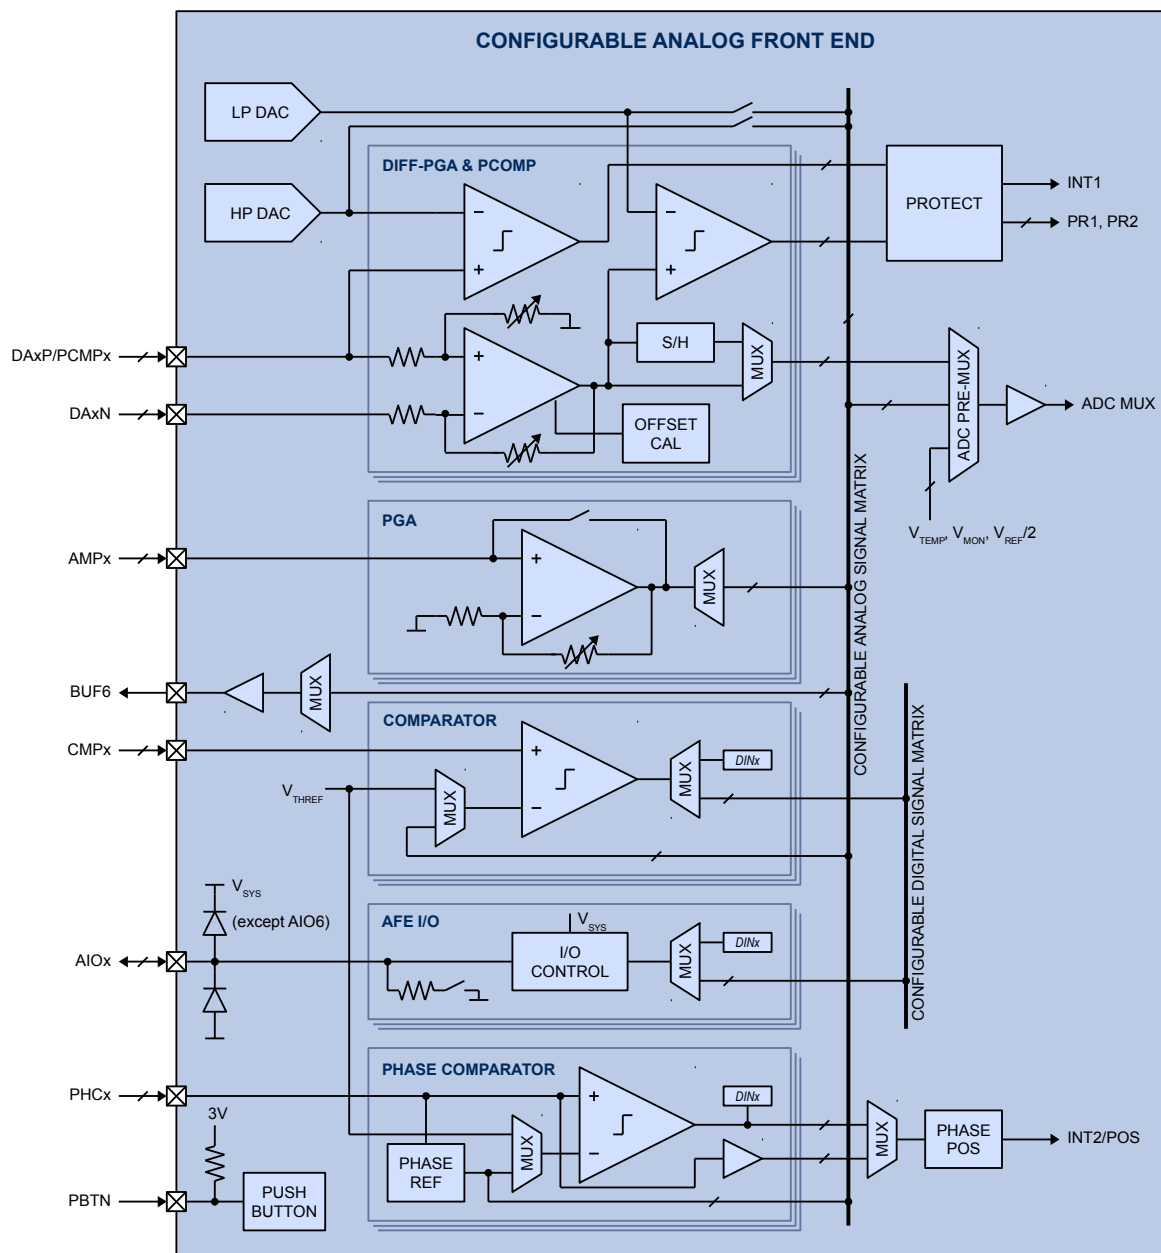 CONFIGURABLE ANALOG FRONT END
LP DAC
HP DAC
DIFF-PGA & PCOMP
PROTECT
INT1
PR1, PR2
DAxP/PCMPx
DAxN
S/H
MUX
OFFSET
CAL
ADC PRE-MUX
ADC MUX
VTEMP, VMON, VREF/2
CONFIGURABLE ANALOG SIGNAL MATRIX
PGA
AMPx
MUX
BUF6
MUX
COMPARATOR
CMPx
VTHREF
MUX
MUX
DINx
CONFIGURABLE DIGITAL SIGNAL MATRIX
VSYS
(except AIO6)
AFE I/O
VSYS
AIOx
I/O
CONTROL
MUX
DINx
PHASE COMPARATOR
PHCx
3V
PHASE
REF
MUX
DINx
MUX
PHASE
POS
INT2/POS
PBTN
PUSH
BUTTON